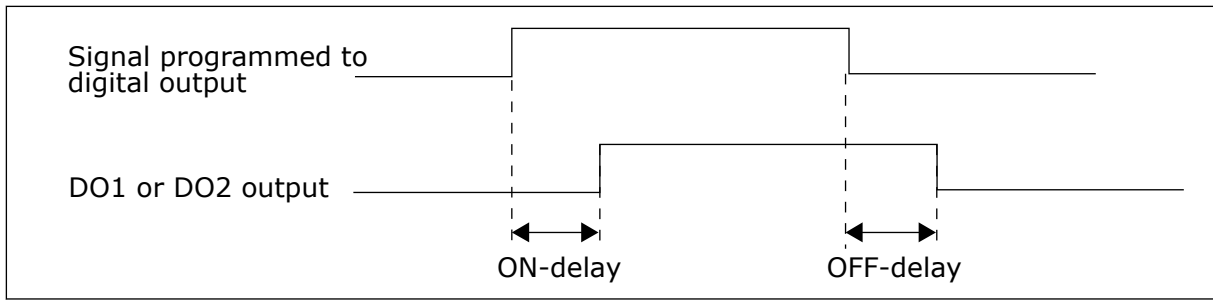 Signal programmed to
digital output
DO1 or DO2 output
ON-delay
OFF-delay